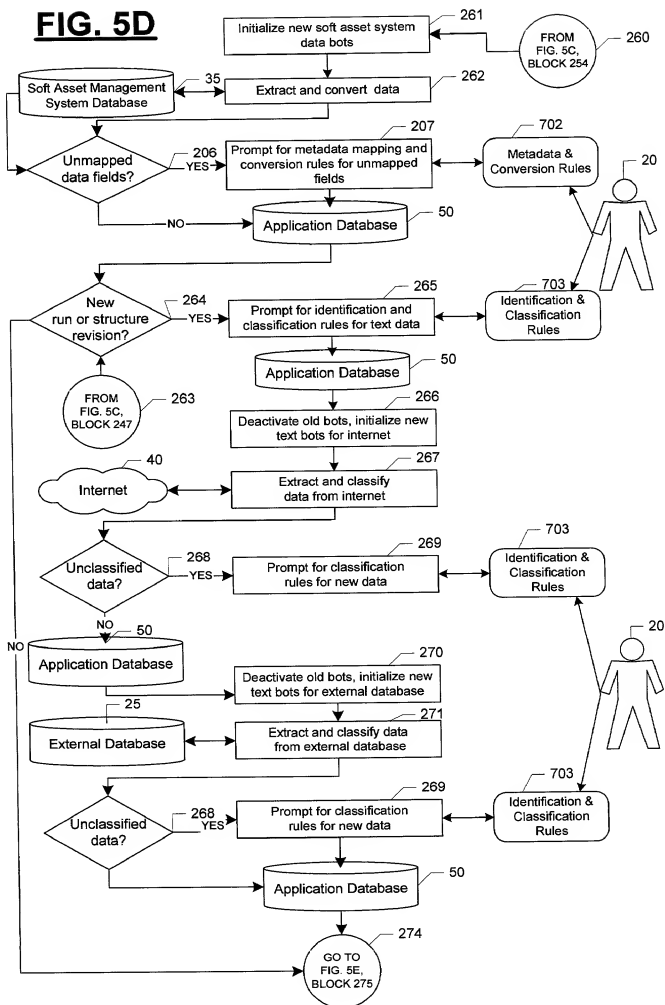 FIG. 5D
261
Initialize new soft asset system
data bots
FROM
FIG. 5C,
BLOCK 254
260
35
Soft Asset Management
System Database
262
Extract and convert data
Unmapped
data fields?
206
YES
207
Prompt for metadata mapping and
conversion rules for unmapped
fields
702
Metadata &
Conversion Rules
20
NO
50
Application Database
New
run or structure
revision?
264
YES
265
Prompt for identification and
classification rules for text data
703
Identification &
Classification Rules
50
Application Database
FROM
FIG. 5C,
BLOCK 247
263
266
Deactivate old bots, initialize new
text bots for internet
40
Internet
267
Extract and classify
data from internet
Unclassified
data?
268
YES
269
Prompt for classification
rules for new data
703
Identification &
Classification
Rules
NO
20
NO
50
Application Database
270
Deactivate old bots, initialize new
text bots for external database
25
External Database
271
Extract and classify data
from external database
Unclassified
data?
268
YES
269
Prompt for classification
rules for new data
703
Identification &
Classification
Rules
50
Application Database
GO TO
FIG. 5E,
BLOCK 275
274